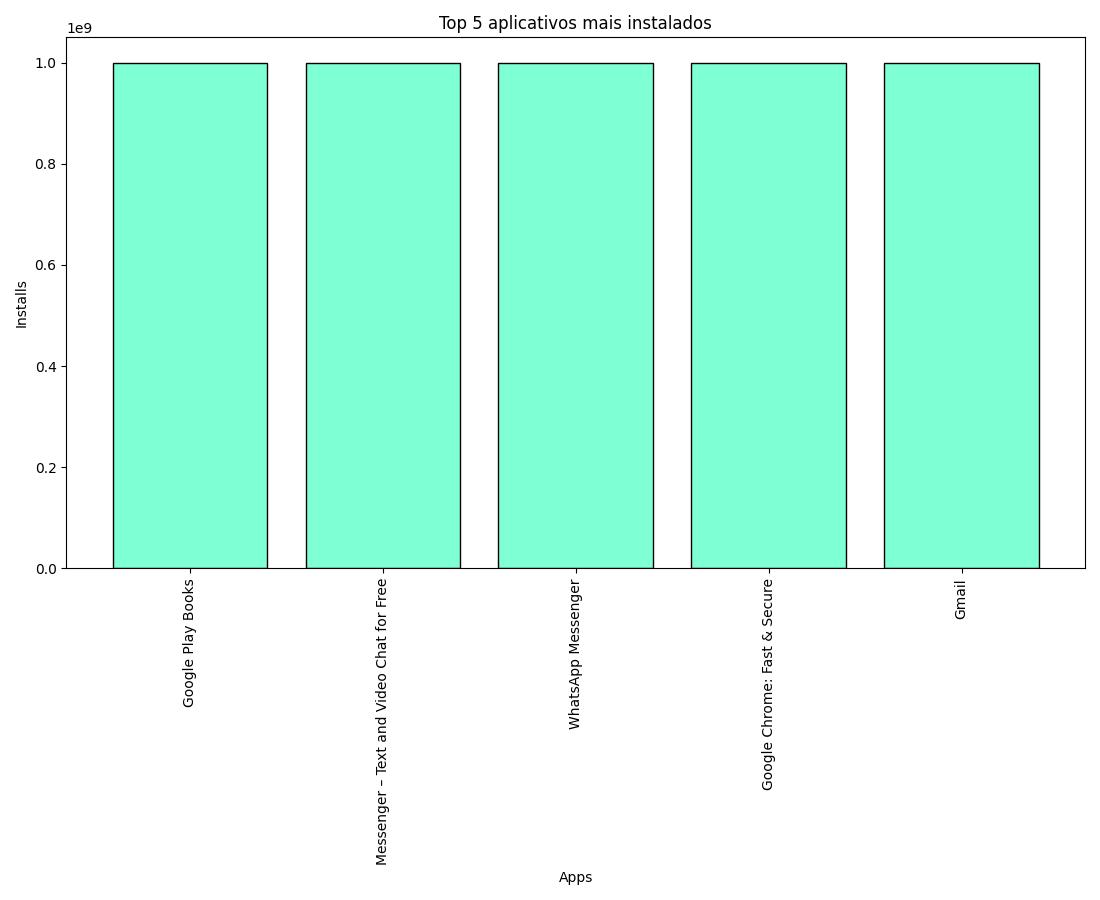 Top 5 aplicativos mais instalados
1e9
1.0
0.8
0.6
0.4
0.2
0.0
Installs
Google Play Books
Messenger – Text and Video Chat for Free
WhatsApp Messenger
Google Chrome: Fast & Secure
Gmail
Apps